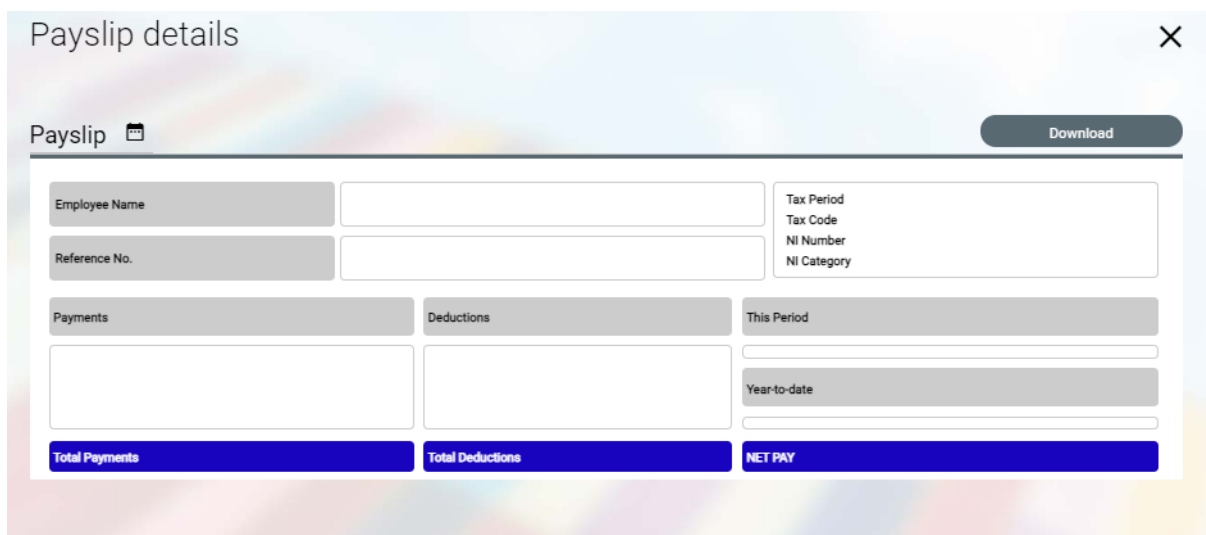 Payslip details
Payslip
Download
Employee Name
Reference No.
Tax Period
Tax Code
NI Number
NI Category
Payments
Deductions
This Period
Year-to-date
Total Payments
Total Deductions
NET PAY